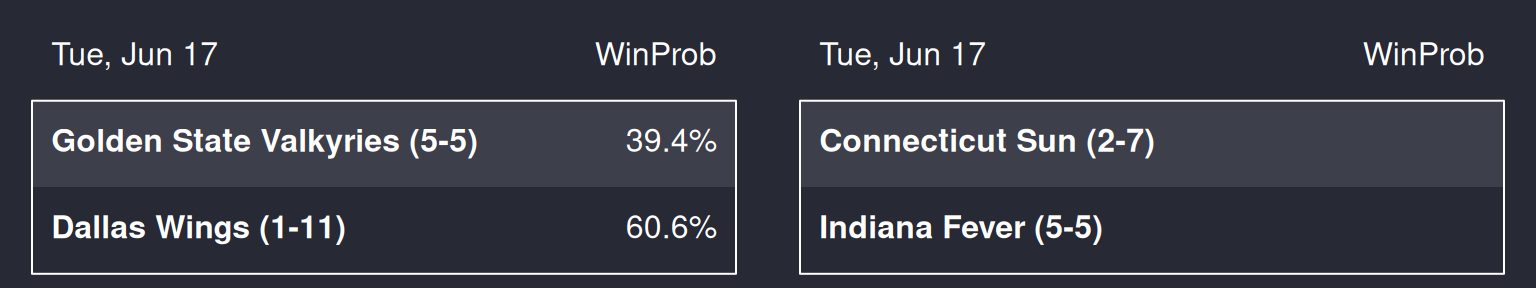 Tue, Jun 17 WinProb
Golden State Valkyries (5-5) 39.4%
Dallas Wings (1-11) 60.6%
Tue, Jun 17 WinProb
Connecticut Sun (2-7)
Indiana Fever (5-5)